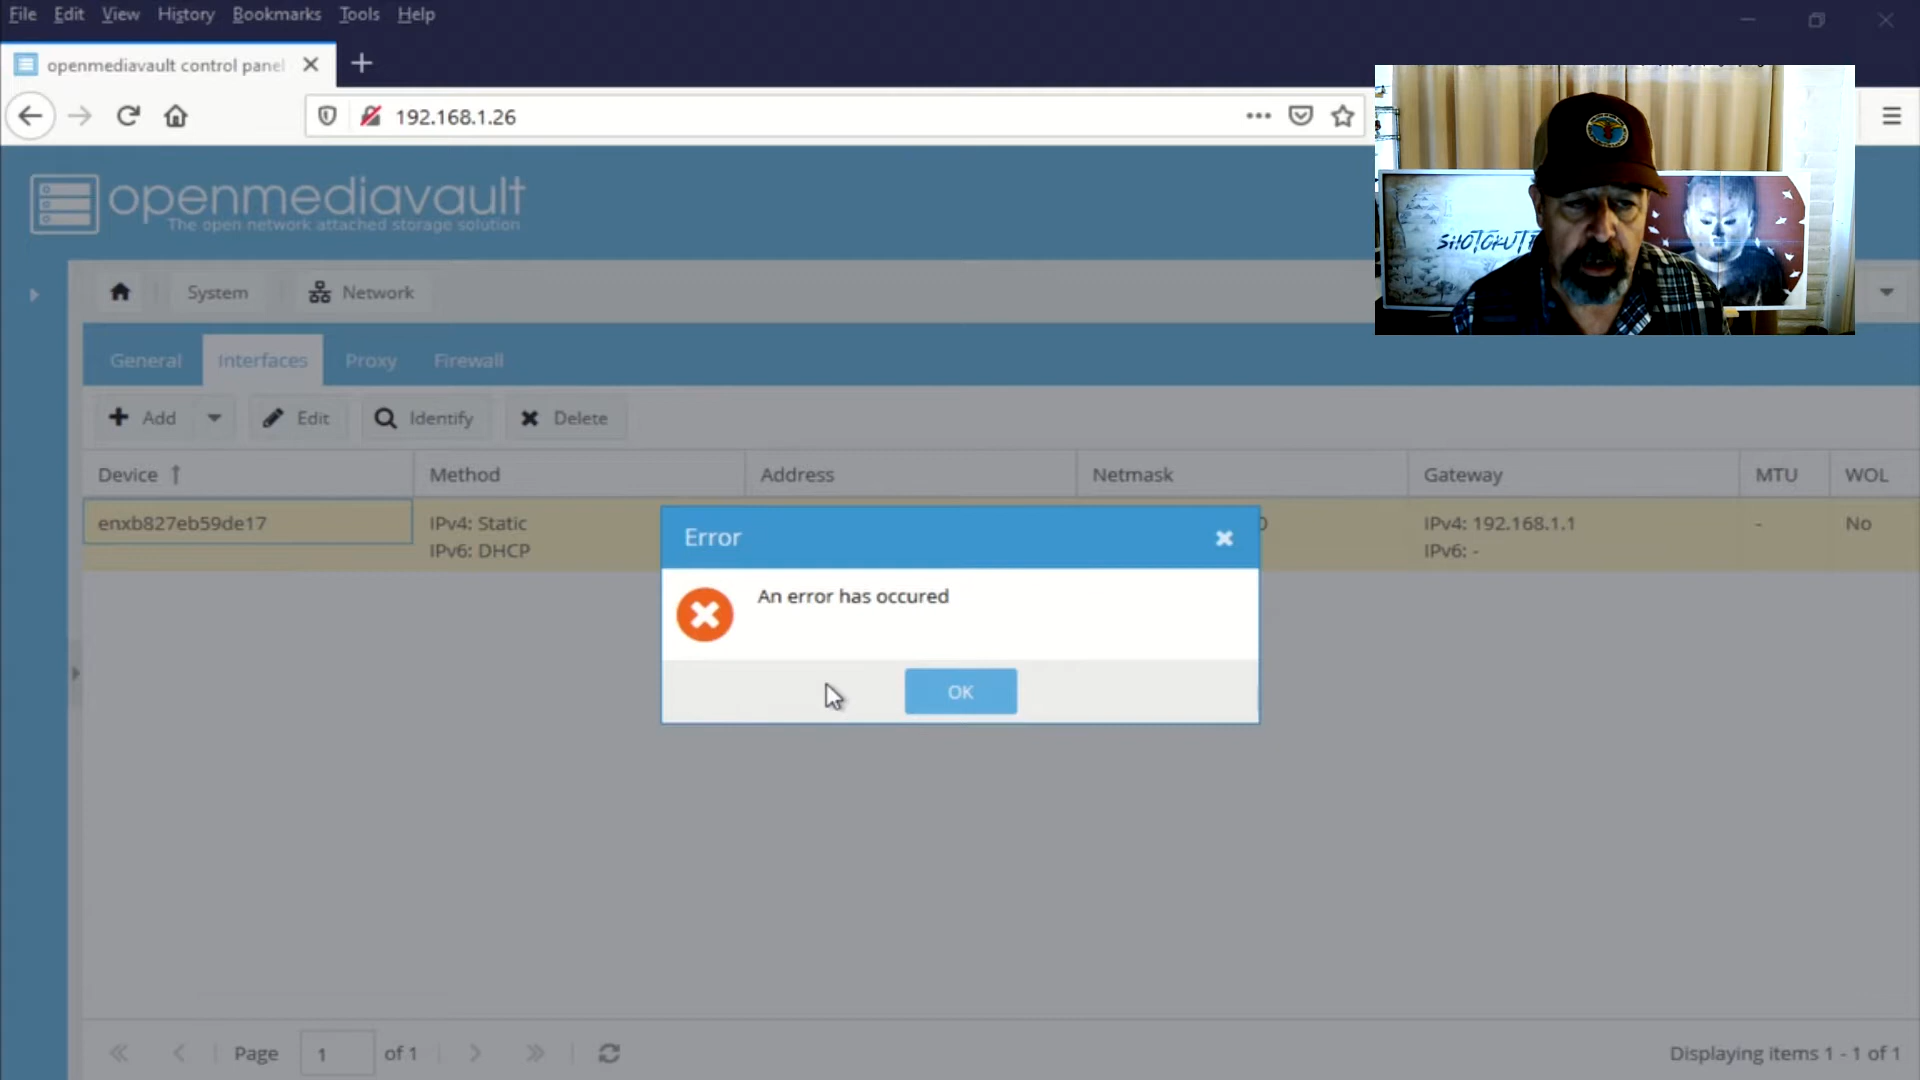 File Edit View History Bookmarks Tools Help
openmediavault control panel
192.168.1.26
openmediavault
The open network attached storage solution
System Network
General Interfaces Proxy Firewall
Add Edit Identify Delete
Device Method Address Netmask Gateway MTU WOL
enxb827eb59de17 IPv4: Static 0 IPv4: 192.168.1.1 - No
IPv6: DHCP IPv6: -
Error
An error has occured
OK
Page 1 of 1 Displaying items 1 - 1 of 1